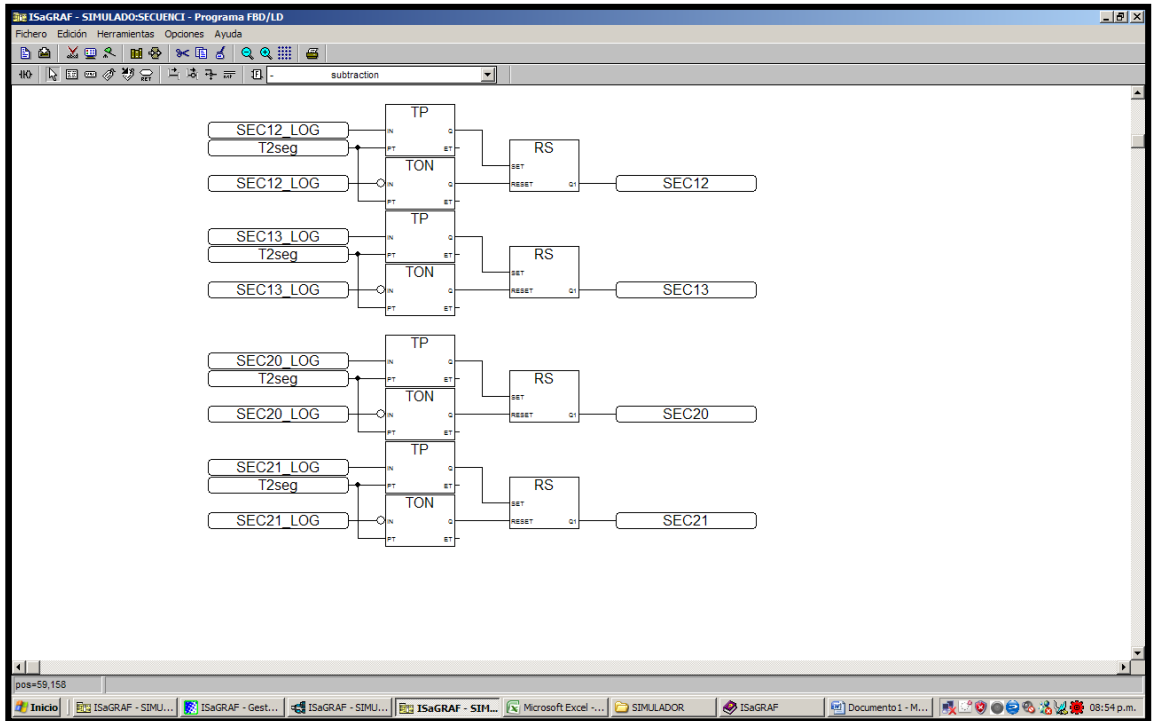 ISaGRAF - SIMULADO:SECUENCI - Programa FBD/LD
Fichero Edición Herramientas Opciones Ayuda
RET
- subtraction
TP
SEC12_LOG IN Q
T2seg PT ET
TON RS
SET
SEC12_LOG IN Q RESET Q1 SEC12
PT ET
TP
SEC13_LOG IN Q
T2seg PT ET RS
TON SET
SEC13_LOG IN Q RESET Q1 SEC13
PT ET
TP
SEC20_LOG IN Q
T2seg PT ET RS
TON SET
SEC20_LOG IN Q RESET Q1 SEC20
PT ET
TP
SEC21_LOG IN Q
T2seg PT ET RS
TON SET
SEC21_LOG IN Q RESET Q1 SEC21
PT ET
pos=59,158
Inicio ISaGRAF - SIMU... ISaGRAF - Gest... ISaGRAF - SIMU... ISaGRAF - SIM... Microsoft Excel -... SIMULADOR ISaGRAF Documento1 - M... 08:54 p.m.